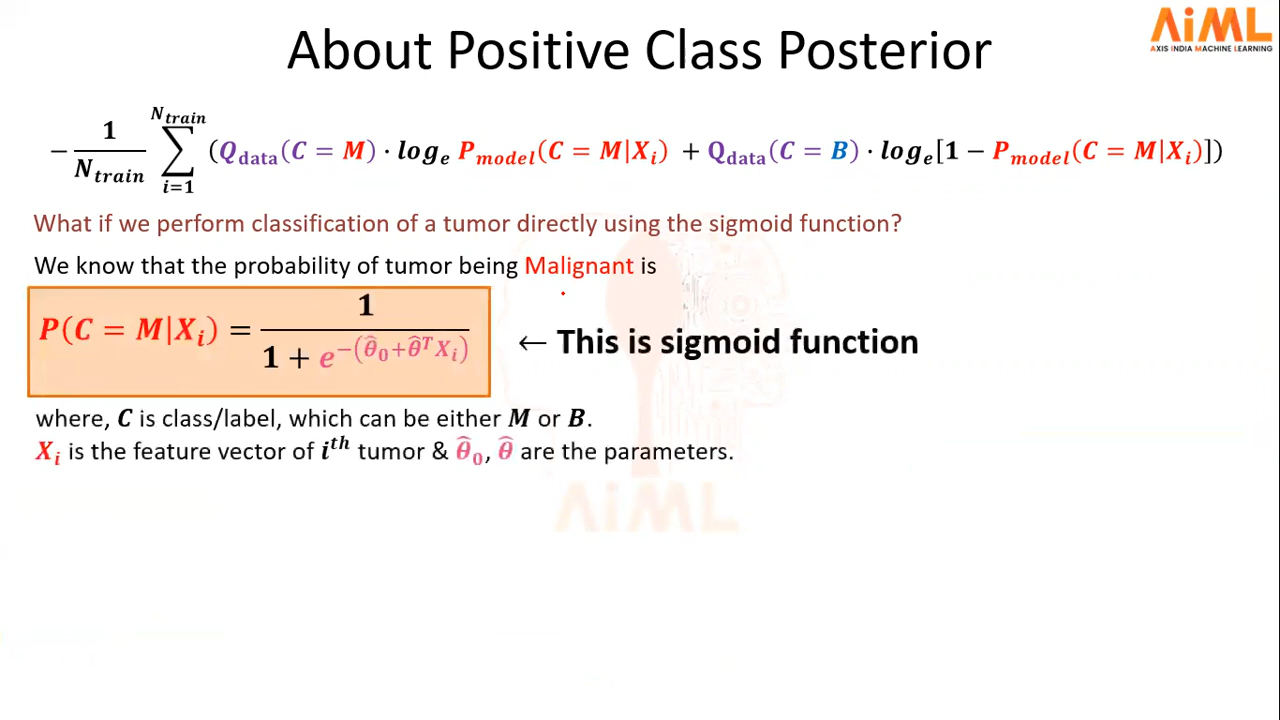 About Positive Class Posterior
AiML
AXIS INDIA MACHINE LEARNING
− 1/N_train ∑_{i=1}^{N_train} (Q_data(C = M) · log_e P_model(C = M|X_i) + Q_data(C = B) · log_e[1 − P_model(C = M|X_i)])
What if we perform classification of a tumor directly using the sigmoid function?
We know that the probability of tumor being Malignant is
P(C = M|X_i) = 1 / (1 + e^{−(θ̂_0+θ̂^T X_i)})
← This is sigmoid function
where, C is class/label, which can be either M or B.
X_i is the feature vector of i^th tumor & θ̂_0, θ̂ are the parameters.
AiML